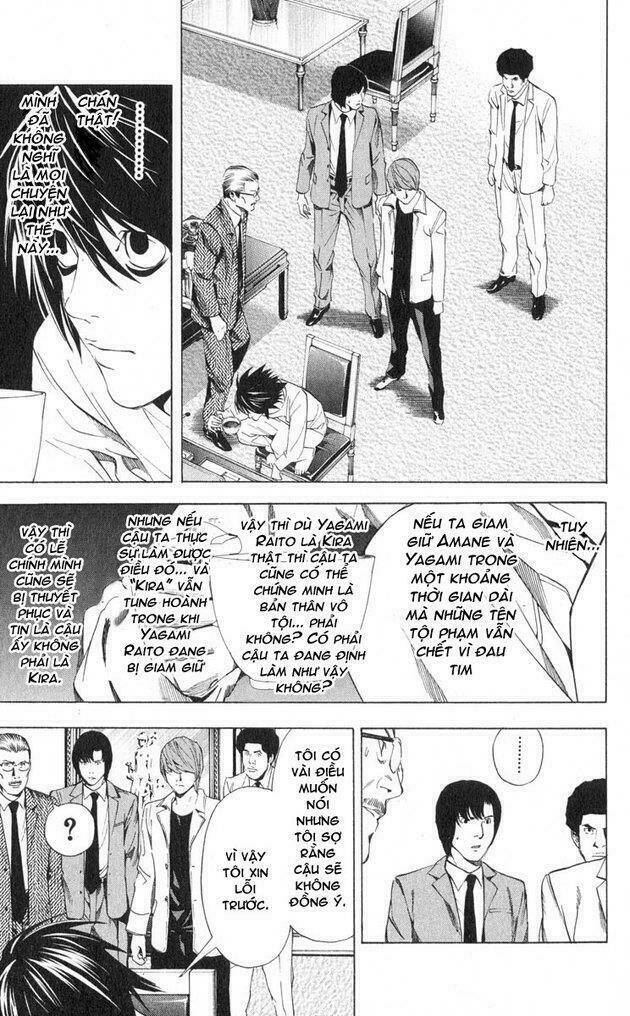 .........
CHÁN
THẬT!
MÌNH
ĐÃ
KHÔNG
NGHĨ
LÀ MỌI
CHUYỆN
LẠI NHƯ
THẾ
NÀY...
TUY
NHIÊN...
NẾU TA GIAM
GIỮ AMANE VÀ
YAGAMI TRONG
MỘT KHOẢNG
THỜI GIAN DÀI
MÀ NHỮNG TÊN
TỘI PHẠM VẪN
CHẾT VÌ ĐAU
TIM
VẬY THÌ DÙ YAGAMI
RAITO LÀ KIRA
THẬT THÌ CẬU TA
CŨNG CÓ THỂ
CHỨNG MINH LÀ
BẢN THÂN VÔ
TỘI... PHẢI
KHÔNG? CÓ PHẢI
CẬU TA ĐANG ĐỊNH
LÀM NHƯ VẬY
KHÔNG?
NHƯNG NẾU
CẬU TA THỰC
SỰ LÀM ĐƯỢC
ĐIỀU ĐÓ... VÀ
"KIRA" VẪN
TUNG HOÀNH
TRONG KHI
YAGAMI
RAITO ĐANG
BỊ GIAM GIỮ
VẬY THÌ
CÓ LẼ
CHÍNH MÌNH
CŨNG SẼ
BỊ THUYẾT
PHỤC VÀ
TIN LÀ CẬU
ẤY KHÔNG
PHẢI LÀ
KIRA.
......
TÔI CÓ
VÀI ĐIỀU
MUỐN
NÓI
NHƯNG
TÔI SỢ
RẰNG
CẬU SẼ
KHÔNG
ĐỒNG Ý.
VÌ VẬY
TÔI XIN
LỖI
TRƯỚC.
?